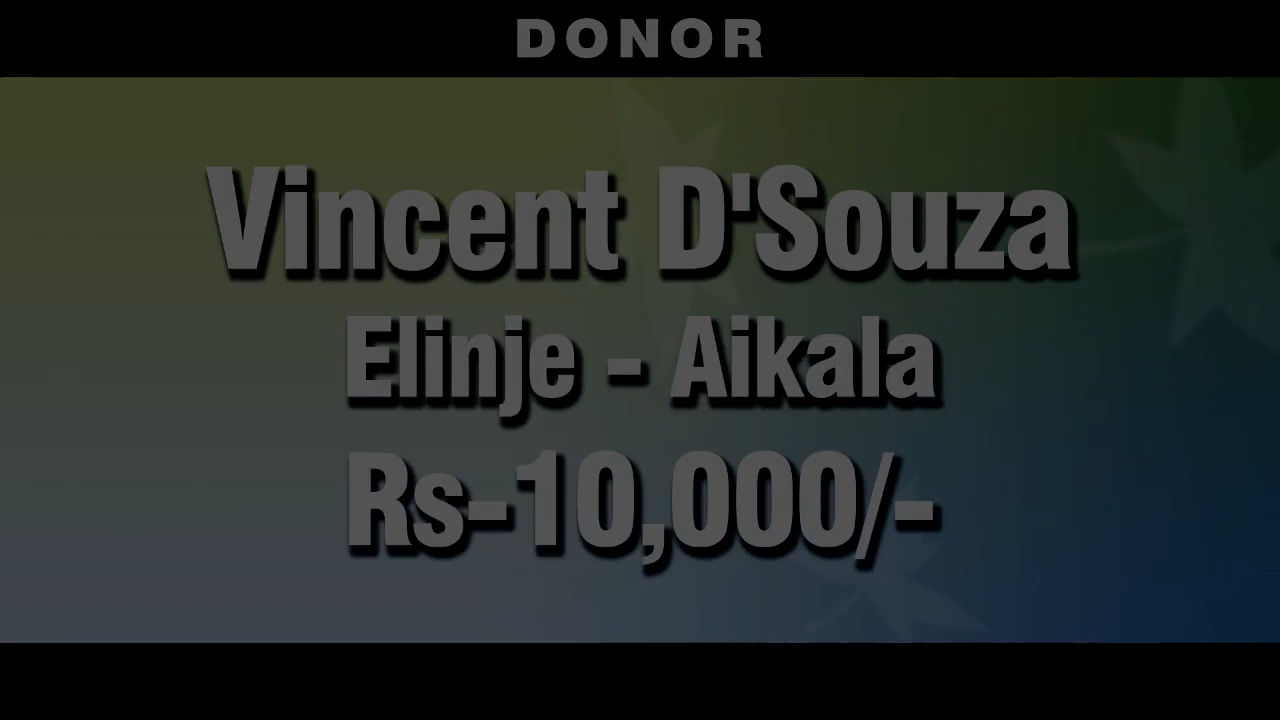 DONOR
Vincent D'Souza
Elinje - Aikala
Rs-10,000/-